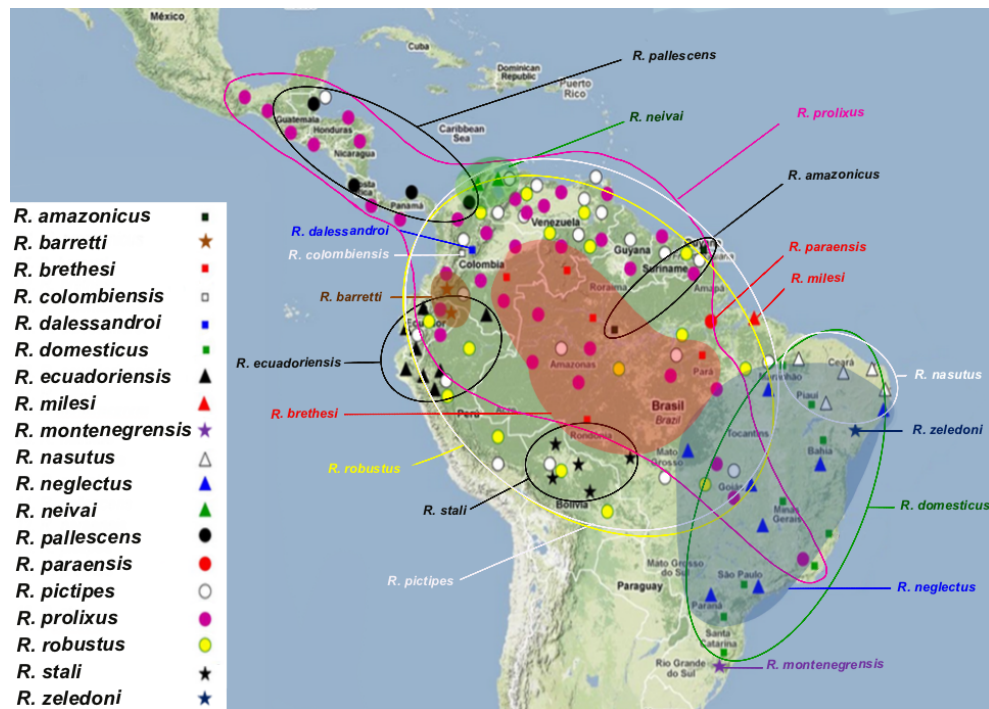 México
Cuba
Dominican
Republic
Puerto
Rico
R. pallescens
Guatemala
Honduras
Nicaragua
Caribbean
Sea
R. neivai
R. prolixus
Costa
Rica
Panamá
R. amazonicus
Venezuela
Guyana
Suriname
R. dalessandroi
R. colombiensis
Colombia
R. paraensis
Roraima
Amapá
R. milesi
R. barretti
Ecuador
R. ecuadoriensis
Amazonas
Pará
Maranhão
Ceará
R. nasutus
Piauí
R. brethesi
Perú
Acre
Brasil
Brazil
Rondônia
Tocantins
R. zeledoni
Mato
Grosso
Bahia
R. robustus
Goiás
R. stali
Bolivia
Minas
Gerais
R. domesticus
R. pictipes
Mato Grosso
do Sul
São Paulo
Paraguay
R. neglectus
Paraná
Santa
Catarina
Rio Grande
do Sul
R. montenegrensis
R. amazonicus
R. barretti
R. brethesi
R. colombiensis
R. dalessandroi
R. domesticus
R. ecuadoriensis
R. milesi
R. montenegrensis
R. nasutus
R. neglectus
R. neivai
R. pallescens
R. paraensis
R. pictipes
R. prolixus
R. robustus
R. stali
R. zeledoni